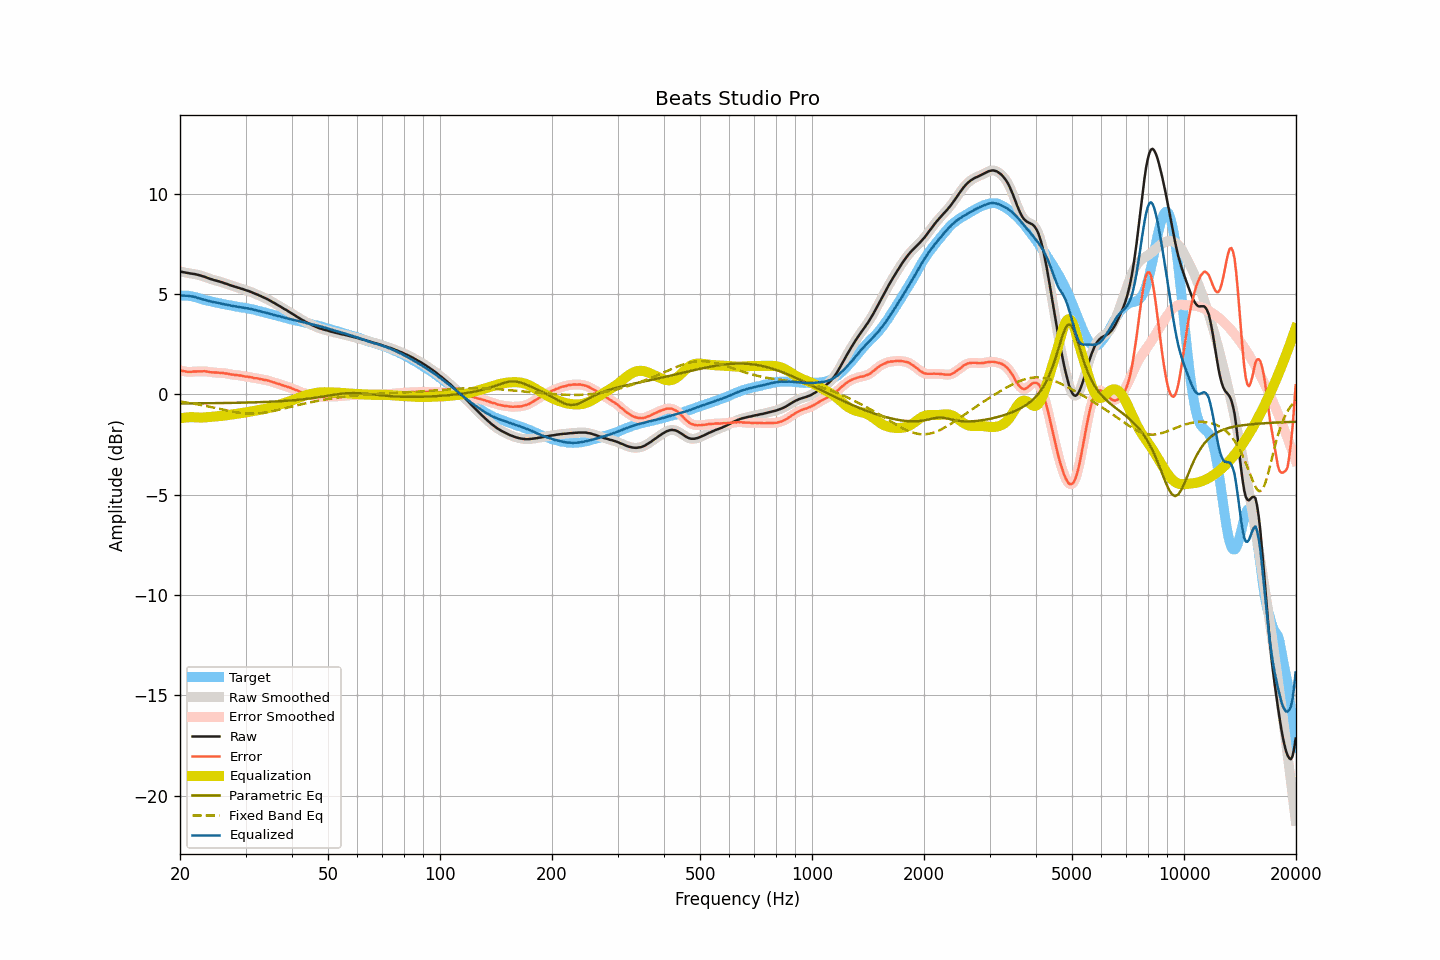 Beats Studio Pro
10
5
0
−5
−10
−15
−20
Amplitude (dBr)
Target
Raw Smoothed
Error Smoothed
Raw
Error
Equalization
Parametric Eq
Fixed Band Eq
Equalized
20 50 100 200 500 1000 2000 5000 10000 20000
Frequency (Hz)